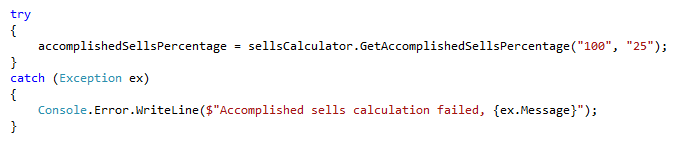 try
{
    accomplishedSellsPercentage = sellsCalculator.GetAccomplishedSellsPercentage("100", "25");
}
catch (Exception ex)
{
    Console.Error.WriteLine($"Accomplished sells calculation failed, {ex.Message}");
}